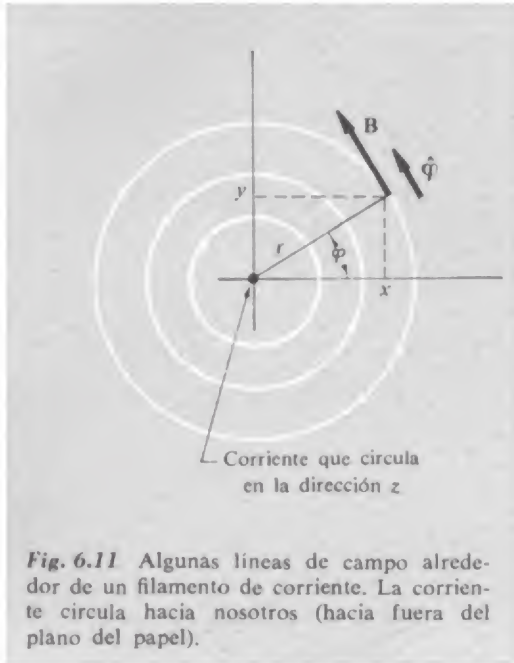 B
φ̂
y
r
φ
x
Corriente que circula
en la dirección z
Fig. 6.11 Algunas líneas de campo alrede-
dor de un filamento de corriente. La corrien-
te circula hacia nosotros (hacia fuera del
plano del papel).